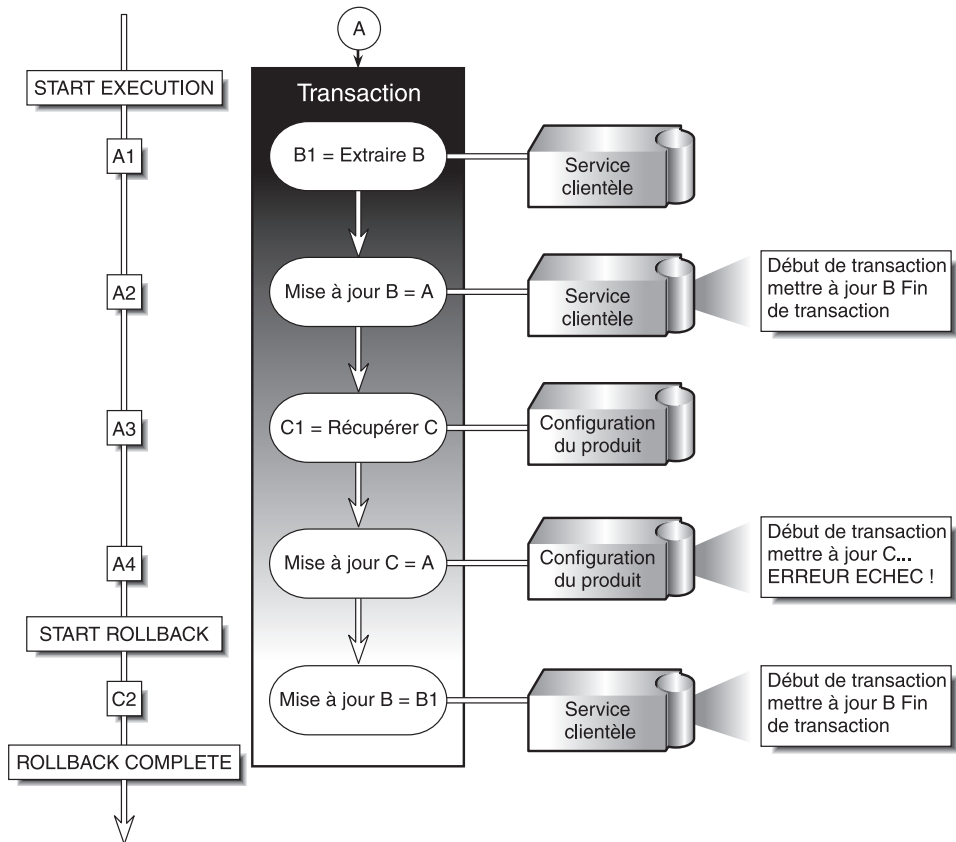 A
START EXECUTION
Transaction
A1
B1 = Extraire B
Service
clientèle
A2
Mise à jour B = A
Service
clientèle
Début de transaction
mettre à jour B Fin
de transaction
A3
C1 = Récupérer C
Configuration
du produit
A4
Mise à jour C = A
Configuration
du produit
Début de transaction
mettre à jour C...
ERREUR ECHEC !
START ROLLBACK
C2
Mise à jour B = B1
Service
clientèle
Début de transaction
mettre à jour B Fin
de transaction
ROLLBACK COMPLETE